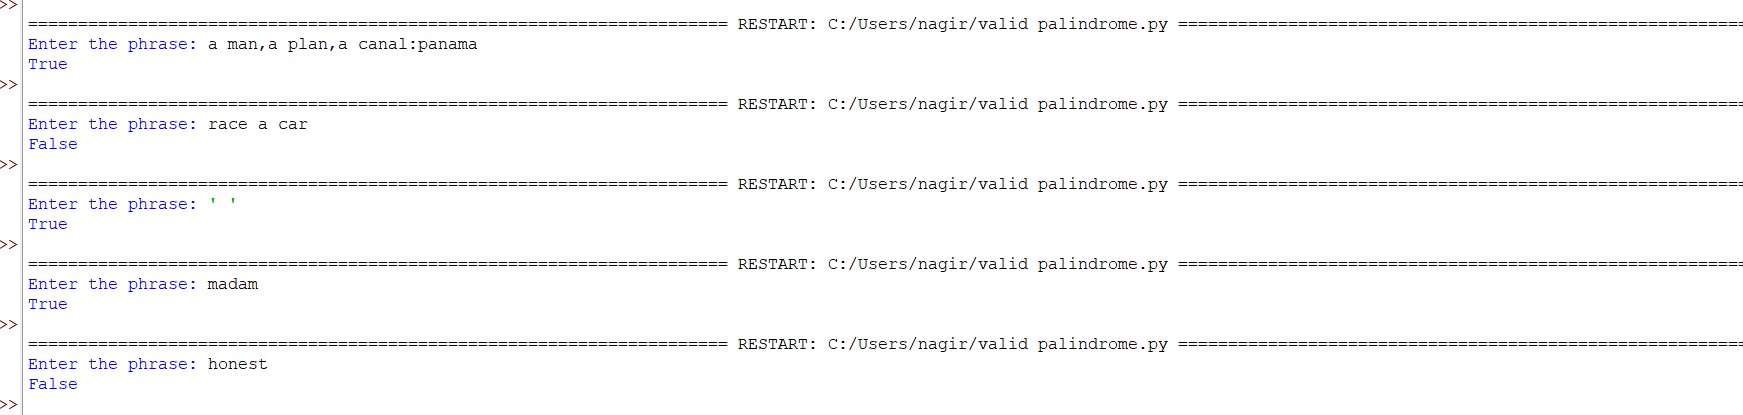 >>
====================================================================== RESTART: C:/Users/nagir/valid palindrome.py =========================================================
Enter the phrase: a man,a plan,a canal:panama
True
>>
====================================================================== RESTART: C:/Users/nagir/valid palindrome.py =========================================================
Enter the phrase: race a car
False
>>
====================================================================== RESTART: C:/Users/nagir/valid palindrome.py =========================================================
Enter the phrase: ' '
True
>>
====================================================================== RESTART: C:/Users/nagir/valid palindrome.py =========================================================
Enter the phrase: madam
True
>>
====================================================================== RESTART: C:/Users/nagir/valid palindrome.py =========================================================
Enter the phrase: honest
False
>>